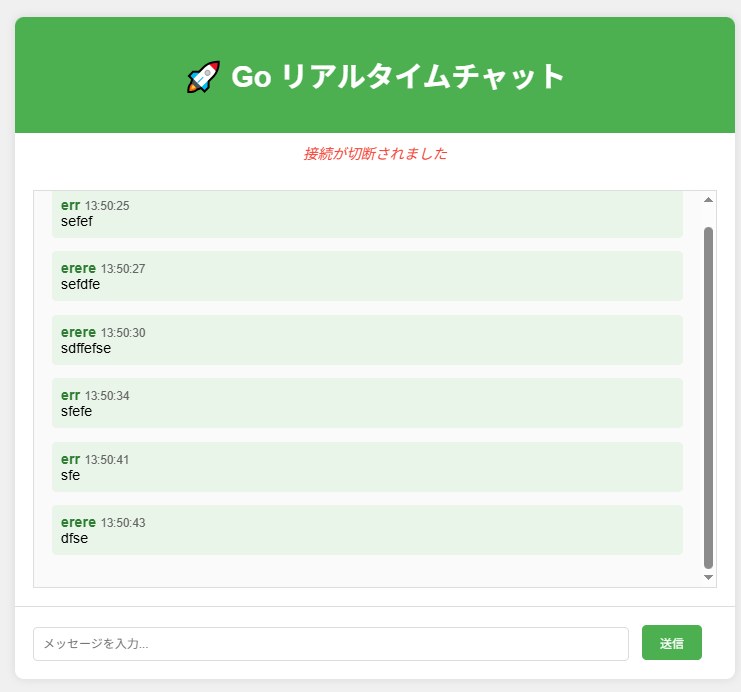 🚀 Go リアルタイムチャット
接続が切断されました
err 13:50:25
sefef
erere 13:50:27
sefdfe
erere 13:50:30
sdffefse
err 13:50:34
sfefe
err 13:50:41
sfe
erere 13:50:43
dfse
メッセージを入力... 送信